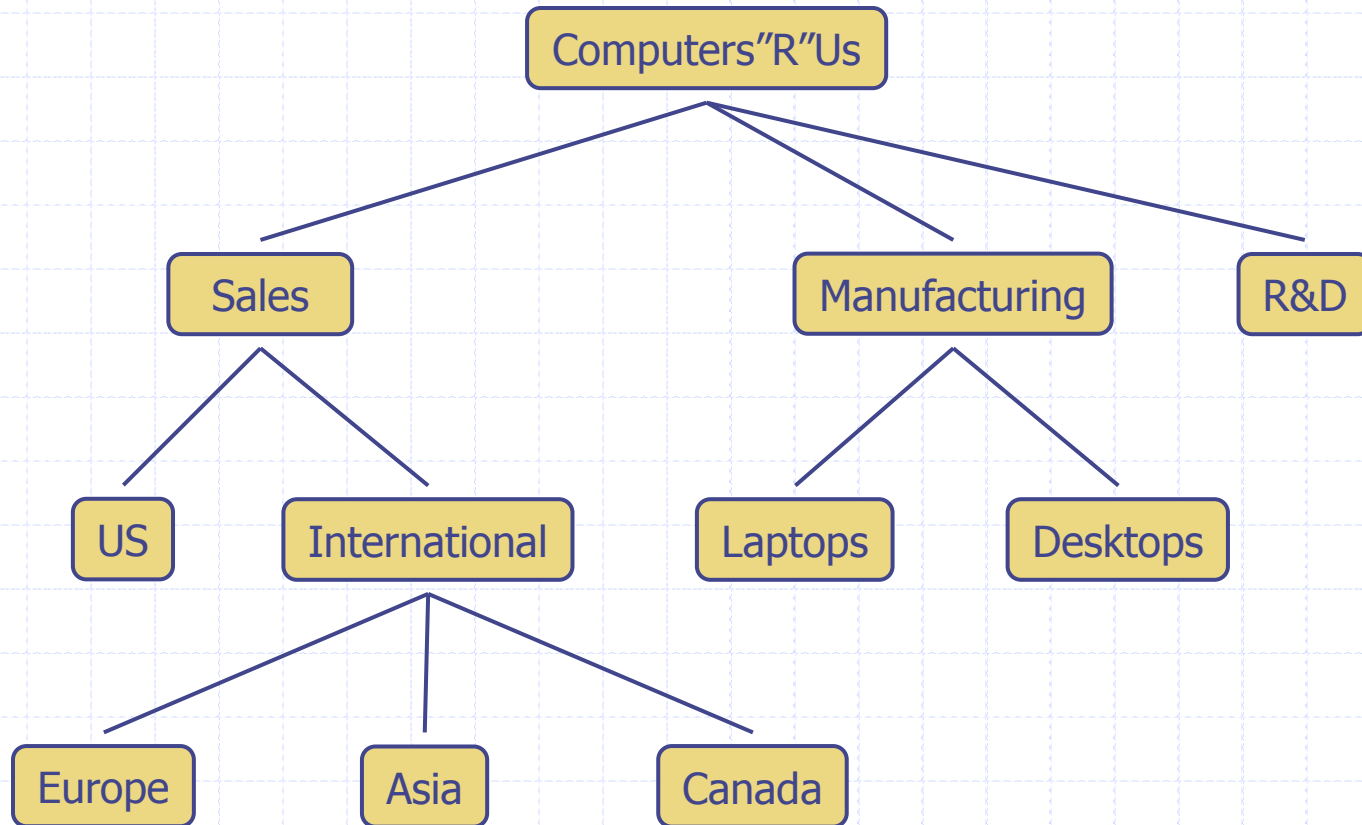 Computers”R”Us
Sales
Manufacturing
R&D
US
International
Laptops
Desktops
Europe
Asia
Canada